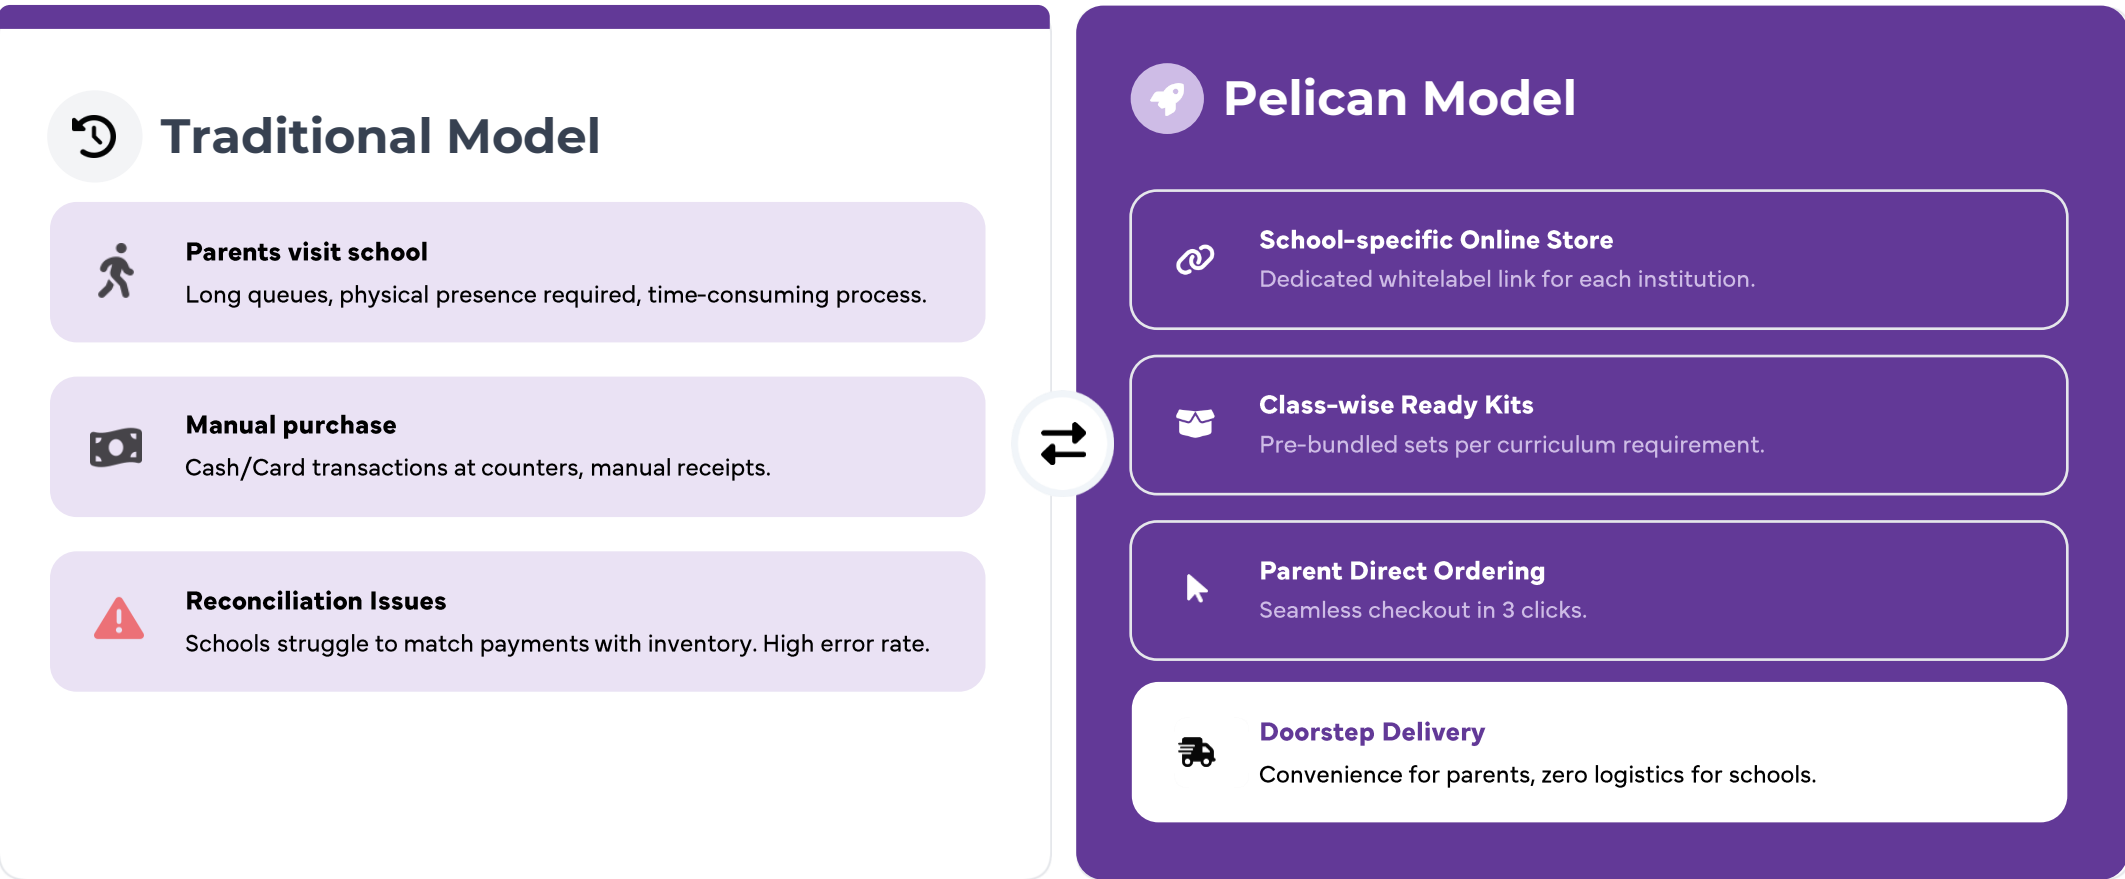 Traditional Model
Parents visit school
Long queues, physical presence required, time-consuming process.
Manual purchase
Cash/Card transactions at counters, manual receipts.
Reconciliation Issues
Schools struggle to match payments with inventory. High error rate.
Pelican Model
School-specific Online Store
Dedicated whitelabel link for each institution.
Class-wise Ready Kits
Pre-bundled sets per curriculum requirement.
Parent Direct Ordering
Seamless checkout in 3 clicks.
Doorstep Delivery
Convenience for parents, zero logistics for schools.